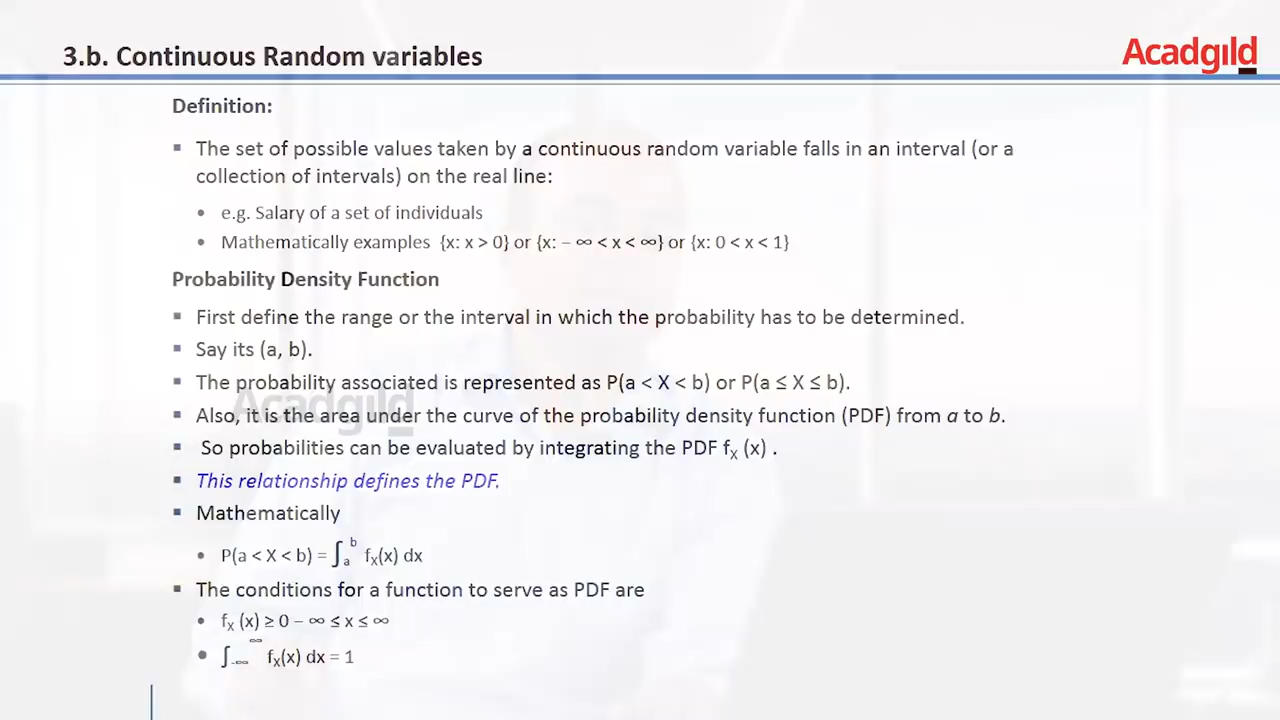 3.b. Continuous Random variables
Acadgıld
Definition:
▪ The set of possible values taken by a continuous random variable falls in an interval (or a
collection of intervals) on the real line:
• e.g. Salary of a set of individuals
• Mathematically examples {x: x > 0} or {x: – ∞ < x < ∞} or {x: 0 < x < 1}
Probability Density Function
▪ First define the range or the interval in which the probability has to be determined.
▪ Say its (a, b).
▪ The probability associated is represented as P(a < X < b) or P(a ≤ X ≤ b).
Acadgıld
▪ Also, it is the area under the curve of the probability density function (PDF) from a to b.
▪ So probabilities can be evaluated by integrating the PDF fₓ (x) .
▪ This relationship defines the PDF.
▪ Mathematically
• P(a < X < b) = ∫ₐᵇ fₓ(x) dx
▪ The conditions for a function to serve as PDF are
• fₓ (x) ≥ 0 – ∞ ≤ x ≤ ∞
• ∫₋∞^∞ fₓ(x) dx = 1